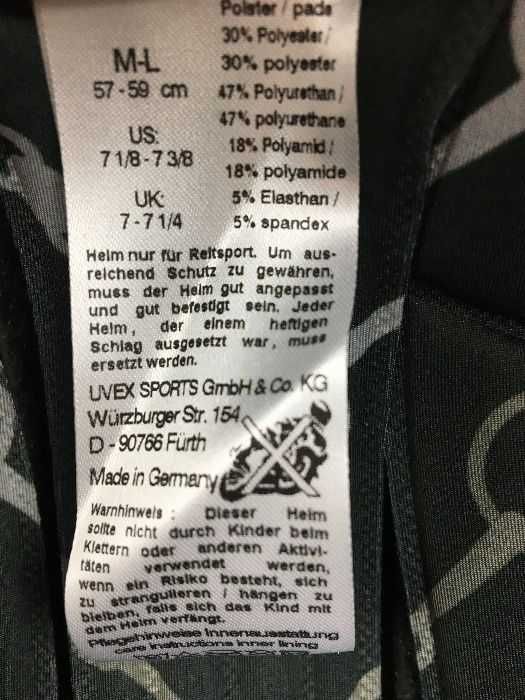 Polster / pads
30% Polyester /
30% polyester
47% Polyurethan /
47% polyurethane
18% Polyamid /
18% polyamide
5% Elasthan /
5% spandex
M-L
57-59 cm
US:
7 1/8 - 7 3/8
UK:
7 - 7 1/4
Helm nur für Reitsport. Um aus-
reichend Schutz zu gewähren,
muss der Helm gut angepasst
und gut befestigt sein. Jeder
Helm, der einem heftigen
Schlag ausgesetzt war, muss
ersetzt werden.
UVEX SPORTS GmbH & Co. KG
Würzburger Str. 154
D - 90766 Fürth
Made in Germany
Warnhinweis : Dieser Helm
sollte nicht durch Kinder beim
Klettern oder anderen Aktivi-
täten verwendet werden,
wenn ein Risiko besteht, sich
zu strangulieren / hängen zu
bleiben, falls sich das Kind mit
dem Helm verfängt.
Pflegehinweise Innenausstattung
care instructions inner lining